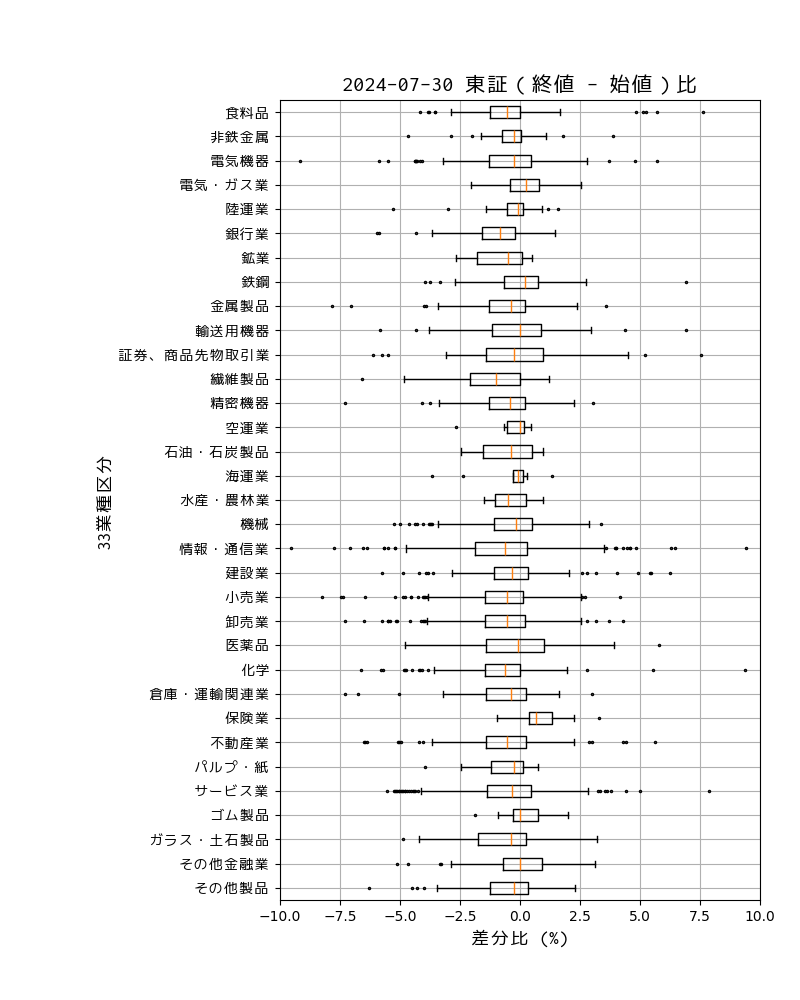 2024-07-30 東証（終値 - 始値）比
食料品
非鉄金属
電気機器
電気・ガス業
陸運業
銀行業
鉱業
鉄鋼
金属製品
輸送用機器
証券、商品先物取引業
繊維製品
精密機器
空運業
石油・石炭製品
海運業
水産・農林業
機械
情報・通信業
建設業
小売業
卸売業
医薬品
化学
倉庫・運輸関連業
保険業
不動産業
パルプ・紙
サービス業
ゴム製品
ガラス・土石製品
その他金融業
その他製品
33業種区分
−10.0 −7.5 −5.0 −2.5 0.0 2.5 5.0 7.5 10.0
差分比 (%)